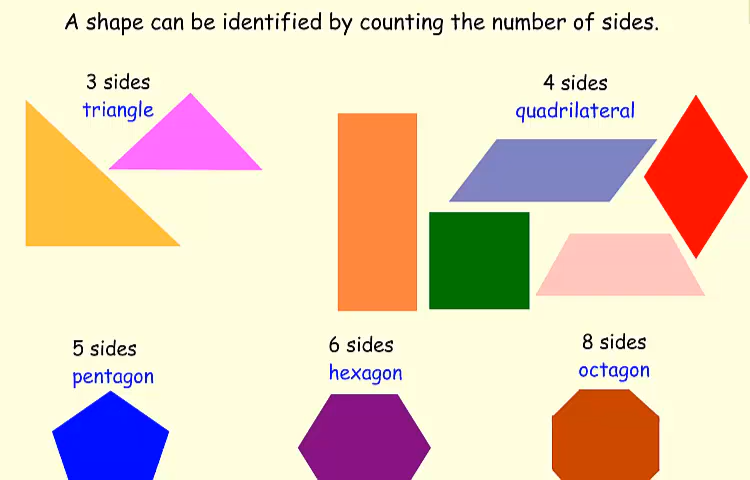 A shape can be identified by counting the number of sides.
3 sides
triangle
4 sides
quadrilateral
5 sides
pentagon
6 sides
hexagon
8 sides
octagon